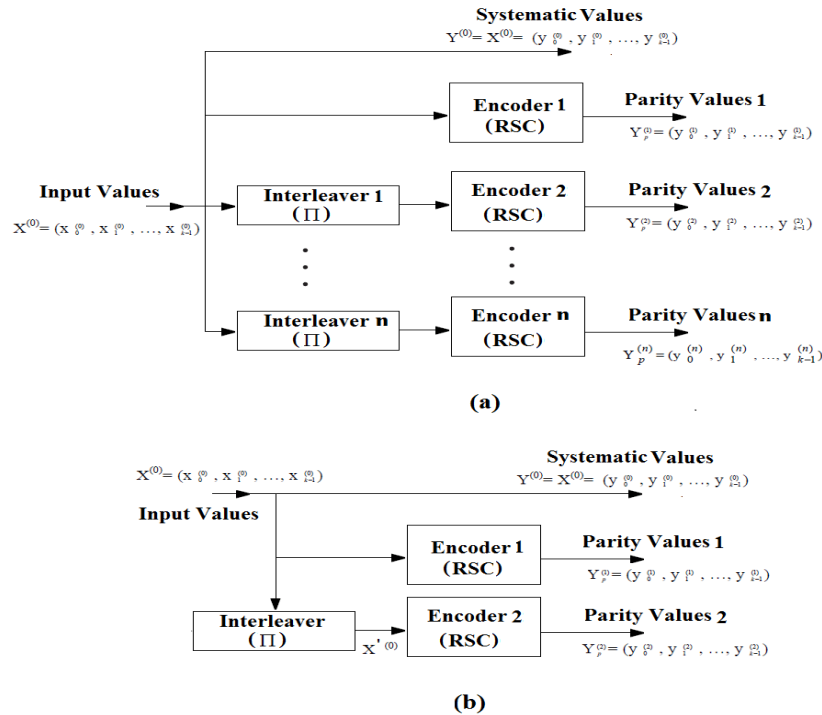 Systematic Values
Y⁽⁰⁾= X⁽⁰⁾= (y ₀⁽⁰⁾ , y ₁⁽⁰⁾ , ..., y ₖ₋₁⁽⁰⁾)
Encoder 1
(RSC)
Parity Values 1
Yₚ⁽¹⁾= (y ₀⁽¹⁾ , y ₁⁽¹⁾ , ..., y ₖ₋₁⁽¹⁾)
Input Values
X⁽⁰⁾= (x ₀⁽⁰⁾ , x ₁⁽⁰⁾ , ..., x ₖ₋₁⁽⁰⁾)
Interleaver 1
(Π)
Encoder 2
(RSC)
Parity Values 2
Yₚ⁽²⁾= (y ₀⁽²⁾ , y ₁⁽²⁾ , ..., y ₖ₋₁⁽²⁾)
Interleaver n
(Π)
Encoder n
(RSC)
Parity Values n
Yₚ⁽ⁿ⁾= (y ₀⁽ⁿ⁾ , y ₁⁽ⁿ⁾ , ..., y ₖ₋₁⁽ⁿ⁾)
(a)
X⁽⁰⁾= (x ₀⁽⁰⁾ , x ₁⁽⁰⁾ , ..., x ₖ₋₁⁽⁰⁾)
Input Values
Systematic Values
Y⁽⁰⁾= X⁽⁰⁾= (y ₀⁽⁰⁾ , y ₁⁽⁰⁾ , ..., y ₖ₋₁⁽⁰⁾)
Encoder 1
(RSC)
Parity Values 1
Yₚ⁽¹⁾= (y ₀⁽¹⁾ , y ₁⁽¹⁾ , ..., y ₖ₋₁⁽¹⁾)
Interleaver
(Π)
X'⁽⁰⁾
Encoder 2
(RSC)
Parity Values 2
Yₚ⁽²⁾= (y ₀⁽²⁾ , y ₁⁽²⁾ , ..., y ₖ₋₁⁽²⁾)
(b)